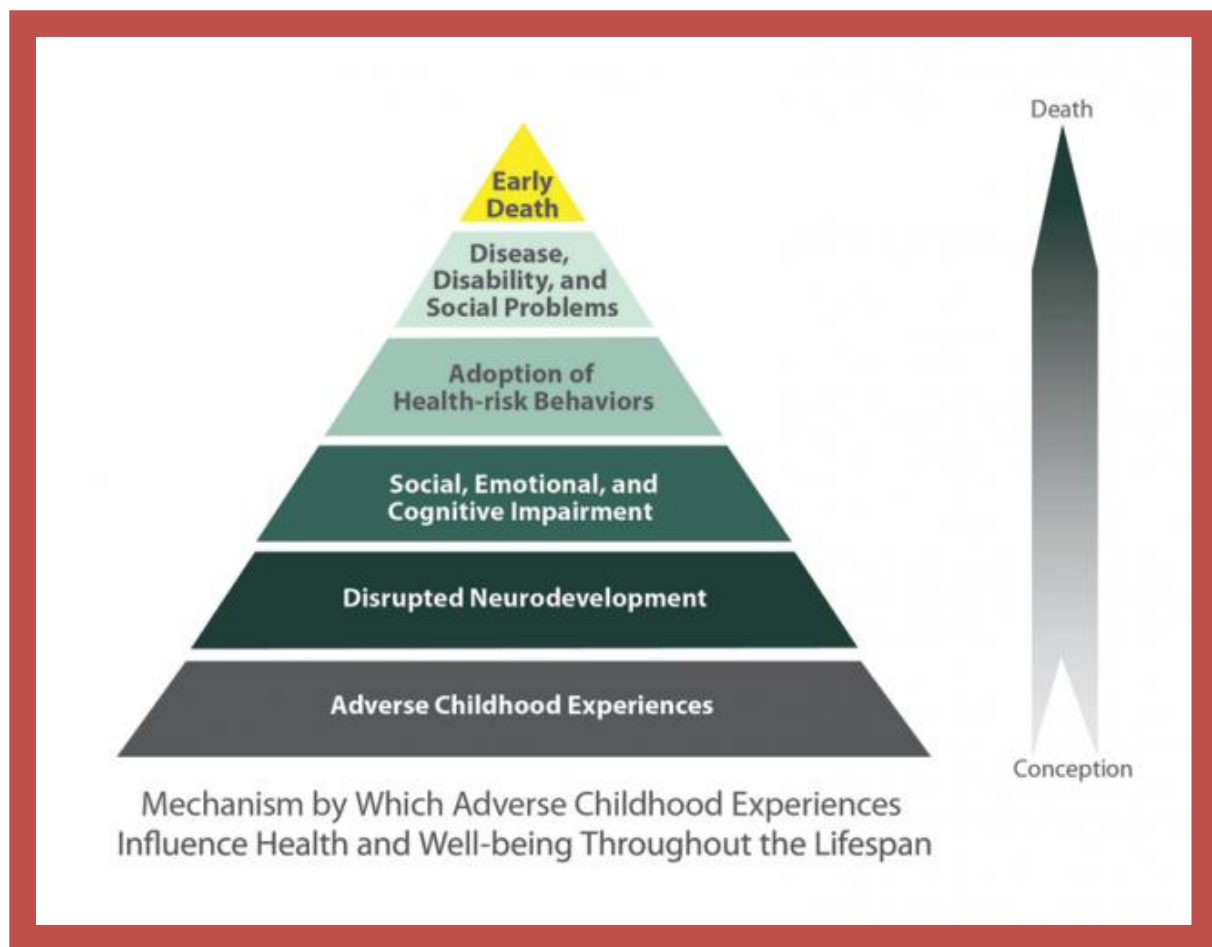 Death
Early
Death
Disease,
Disability, and
Social Problems
Adoption of
Health-risk Behaviors
Social, Emotional, and
Cognitive Impairment
Disrupted Neurodevelopment
Adverse Childhood Experiences
Conception
Mechanism by Which Adverse Childhood Experiences
Influence Health and Well-being Throughout the Lifespan